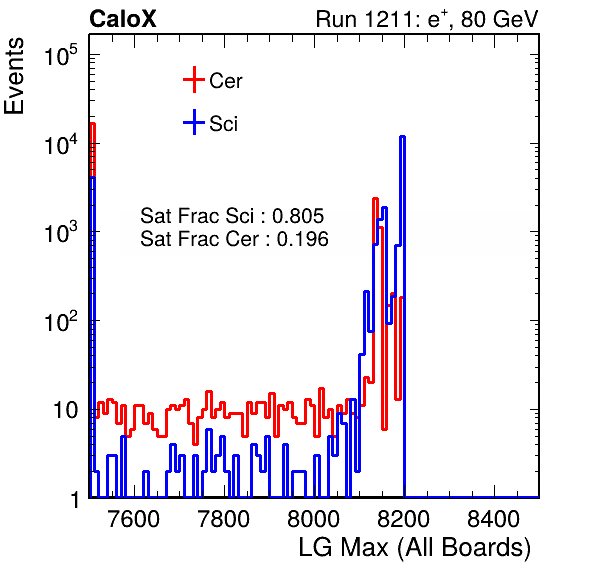 CaloX Run 1211: e⁺, 80 GeV
Events
10⁵
Cer
Sci
10⁴
Sat Frac Sci : 0.805
Sat Frac Cer : 0.196
10³
10²
10
1
7600 7800 8000 8200 8400
LG Max (All Boards)